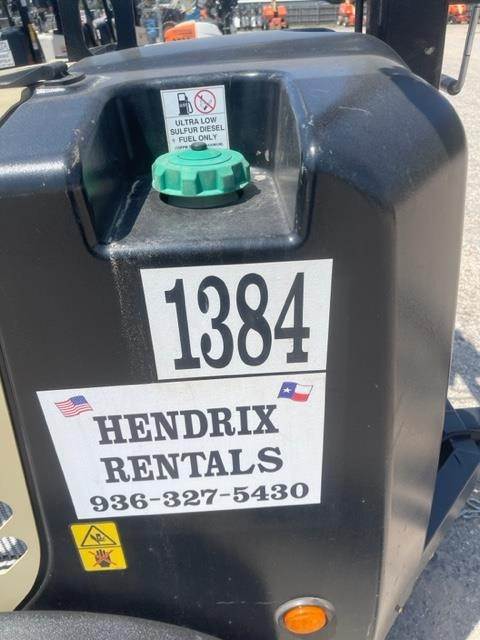 ULTRA LOW
SULFUR DIESEL
FUEL ONLY
1384
HENDRIX
RENTALS
936-327-5430